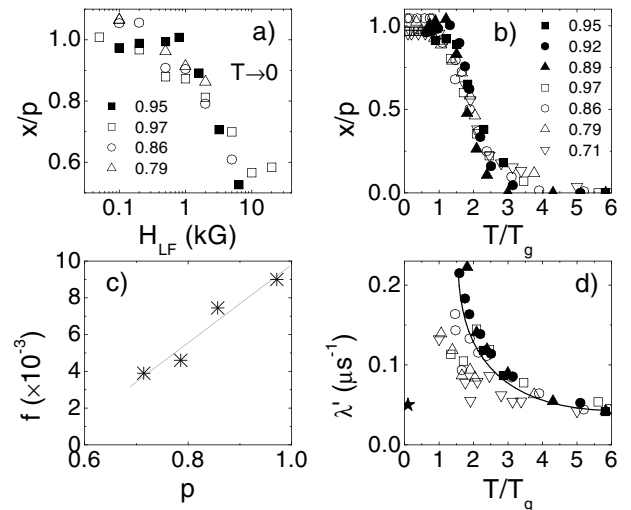 a)
x/p
1.0
0.8
0.6
T→0
0.95
0.97
0.86
0.79
0.1
1
10
H_LF (kG)
b)
x/p
1.0
0.5
0.0
0.95
0.92
0.89
0.97
0.86
0.79
0.71
0 1 2 3 4 5 6
T/T_g
c)
f (×10⁻³)
10
8
6
4
2
0
0.6 0.8 1.0
p
d)
λ' (μs⁻¹)
0.2
0.1
0.0
0 1 2 3 4 5 6
T/T_g